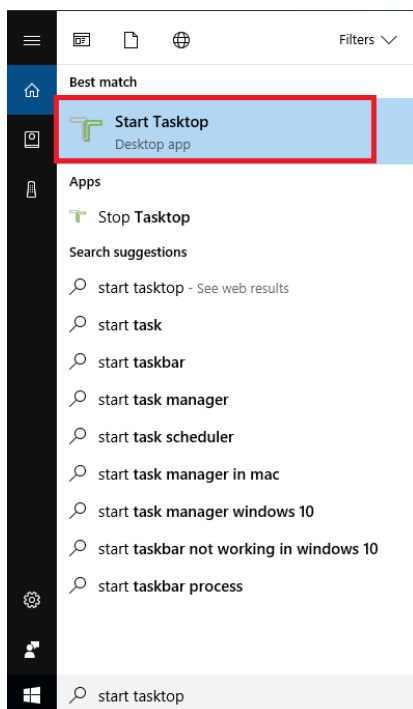 Filters
Best match
Start Tasktop
Desktop app
Apps
Stop Tasktop
Search suggestions
start tasktop - See web results
start task
start taskbar
start task manager
start task scheduler
start task manager in mac
start task manager windows 10
start taskbar not working in windows 10
start taskbar process
start tasktop